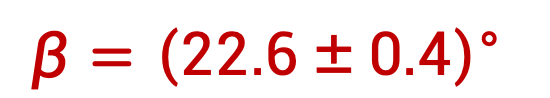 β = (22.6 ± 0.4)°